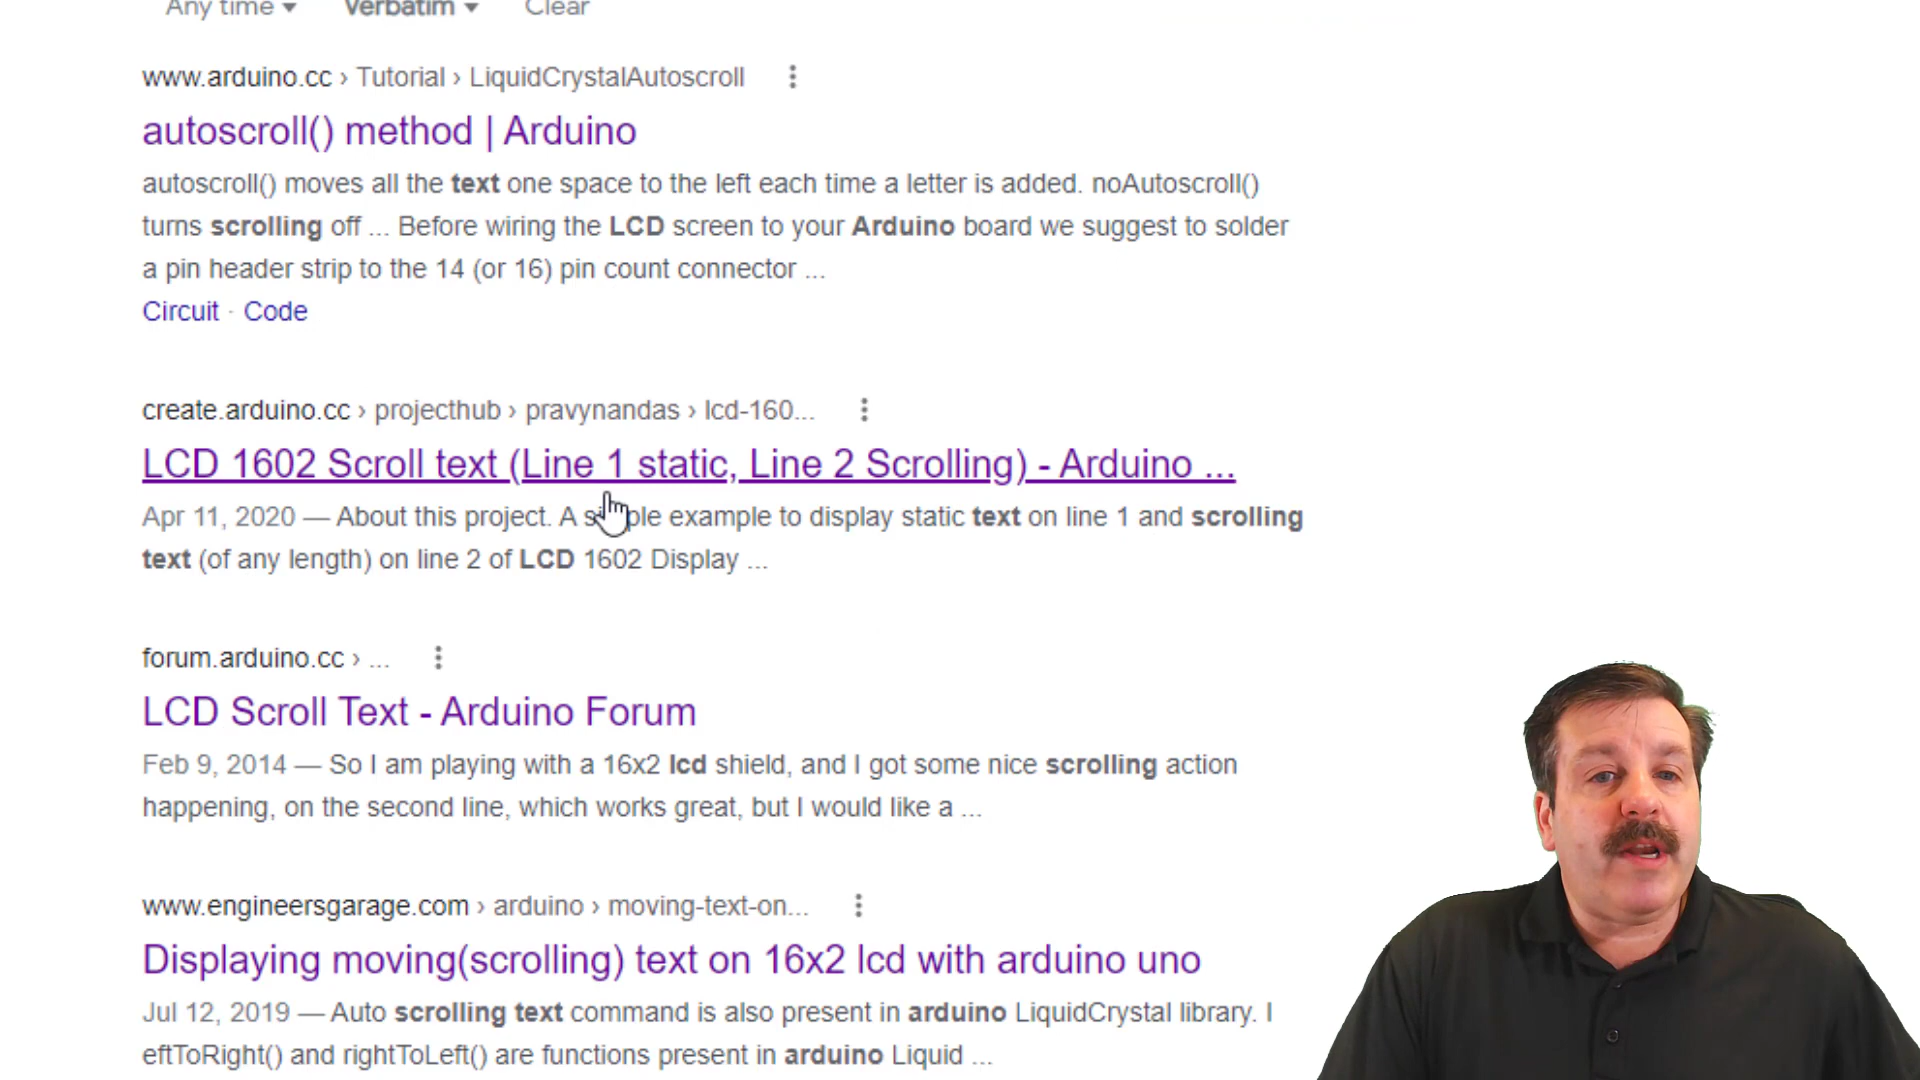 Any time Verbatim Clear
www.arduino.cc › Tutorial › LiquidCrystalAutoscroll
autoscroll() method | Arduino
autoscroll() moves all the text one space to the left each time a letter is added. noAutoscroll()
turns scrolling off ... Before wiring the LCD screen to your Arduino board we suggest to solder
a pin header strip to the 14 (or 16) pin count connector ...
Circuit · Code
create.arduino.cc › projecthub › pravynandas › lcd-160...
LCD 1602 Scroll text (Line 1 static, Line 2 Scrolling) - Arduino ...
Apr 11, 2020 — About this project. A example to display static text on line 1 and scrolling
text (of any length) on line 2 of LCD 1602 Display ...
forum.arduino.cc › ...
LCD Scroll Text - Arduino Forum
Feb 9, 2014 — So I am playing with a 16x2 lcd shield, and I got some nice scrolling action
happening, on the second line, which works great, but I would like a ...
www.engineersgarage.com › arduino › moving-text-on...
Displaying moving(scrolling) text on 16x2 lcd with arduino uno
Jul 12, 2019 — Auto scrolling text command is also present in arduino LiquidCrystal library. l
eftToRight() and rightToLeft() are functions present in arduino Liquid ...